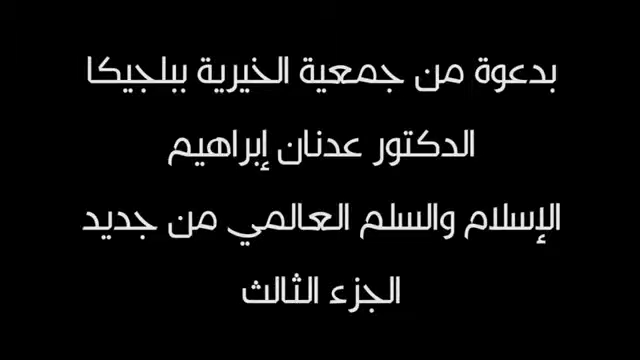 بدعوة من جمعية الخيرية ببلجيكا
الدكتور عدنان إبراهيم
الإسلام والسلم العالمي من جديد
الجزء الثالث